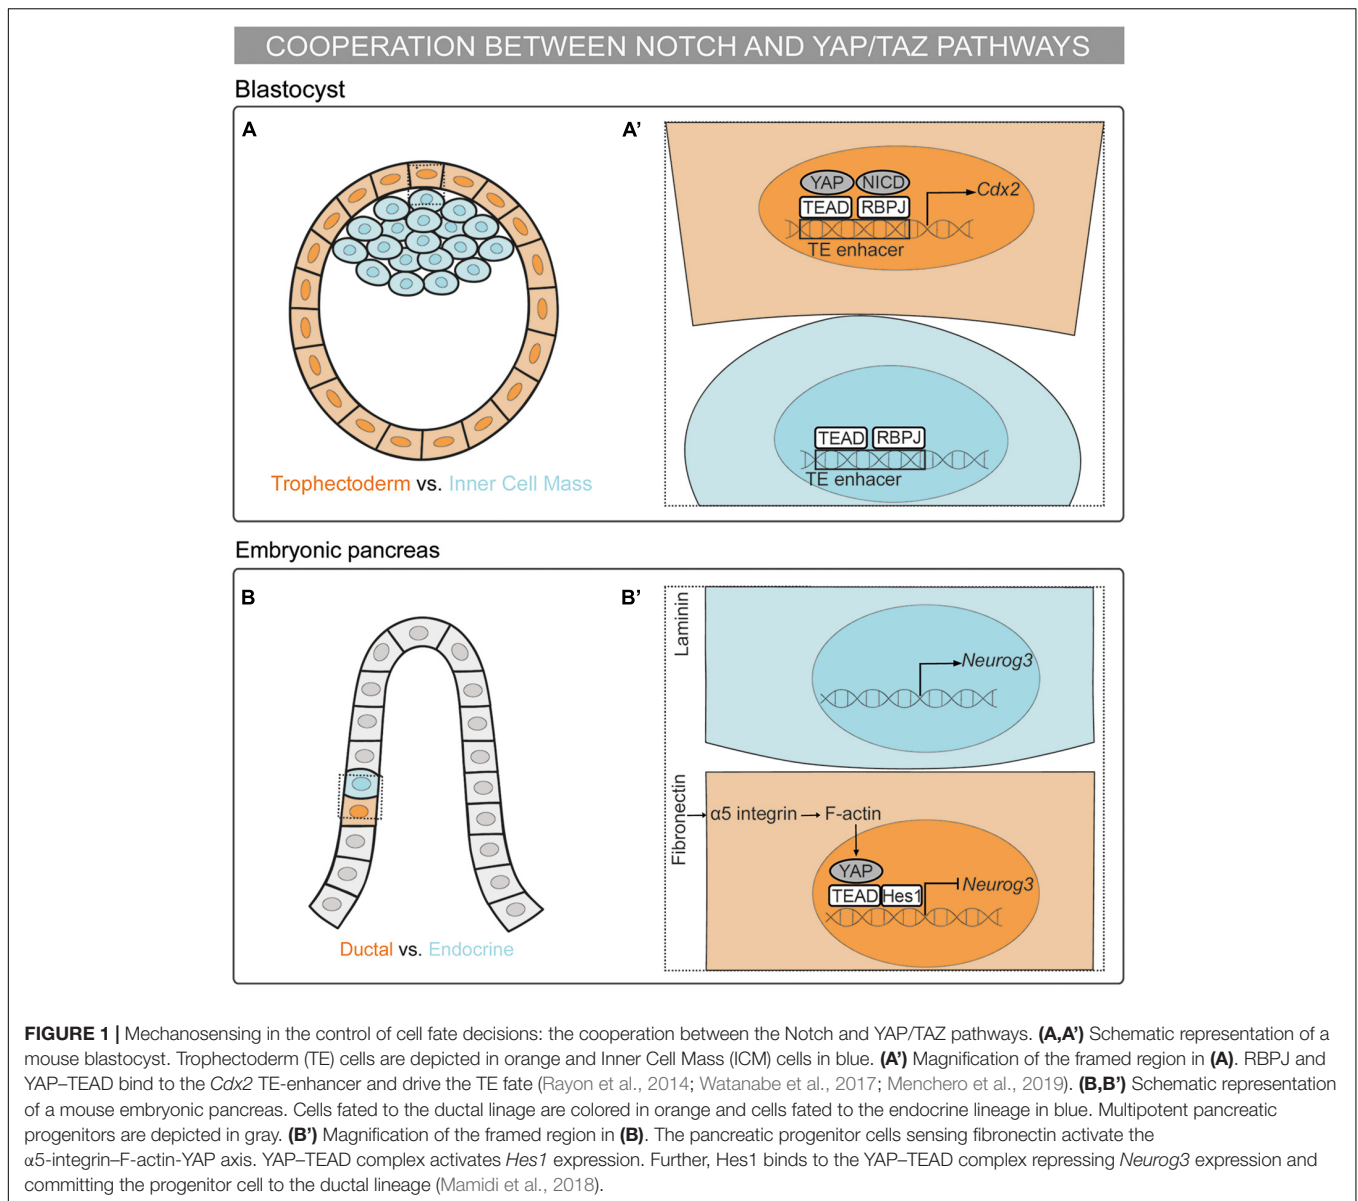 COOPERATION BETWEEN NOTCH AND YAP/TAZ PATHWAYS
Blastocyst
A
A'
YAP NICD
Cdx2
TEAD RBPJ
TE enhacer
TEAD RBPJ
TE enhacer
Trophectoderm vs. Inner Cell Mass
Embryonic pancreas
B
B'
Laminin
Neurog3
Fibronectin
α5 integrin
F-actin
YAP
TEAD Hes1
Neurog3
Ductal vs. Endocrine
FIGURE 1 | Mechanosensing in the control of cell fate decisions: the cooperation between the Notch and YAP/TAZ pathways. (A,A') Schematic representation of a
mouse blastocyst. Trophectoderm (TE) cells are depicted in orange and Inner Cell Mass (ICM) cells in blue. (A') Magnification of the framed region in (A). RBPJ and
YAP–TEAD bind to the Cdx2 TE-enhancer and drive the TE fate (Rayon et al., 2014; Watanabe et al., 2017; Menchero et al., 2019). (B,B') Schematic representation
of a mouse embryonic pancreas. Cells fated to the ductal linage are colored in orange and cells fated to the endocrine lineage in blue. Multipotent pancreatic
progenitors are depicted in gray. (B') Magnification of the framed region in (B). The pancreatic progenitor cells sensing fibronectin activate the
α5-integrin–F-actin-YAP axis. YAP–TEAD complex activates Hes1 expression. Further, Hes1 binds to the YAP–TEAD complex repressing Neurog3 expression and
committing the progenitor cell to the ductal lineage (Mamidi et al., 2018).